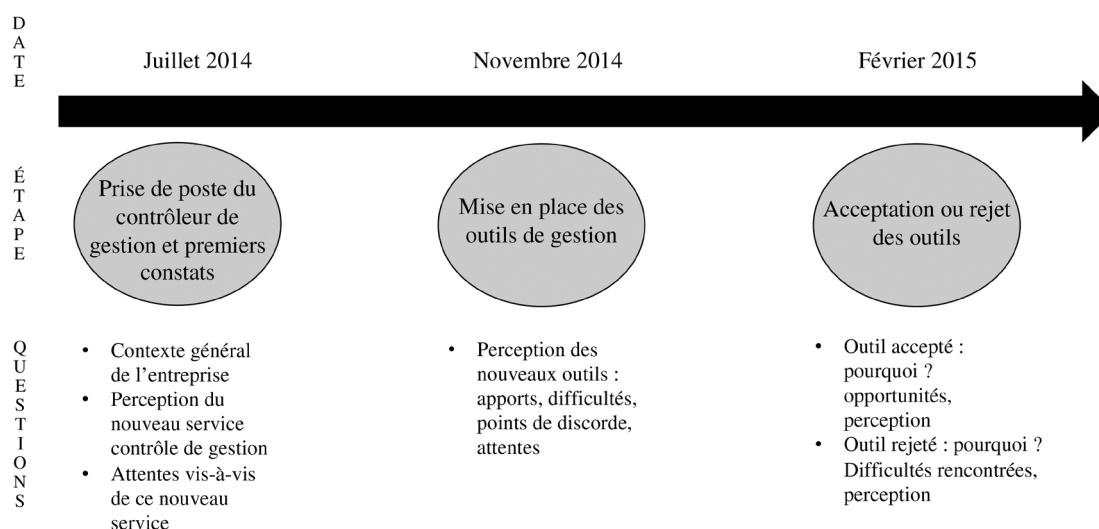 DATE
Juillet 2014
Novembre 2014
Février 2015
ÉTAPE
Prise de poste du
contrôleur de
gestion et premiers
constats
Mise en place des
outils de gestion
Acceptation ou rejet
des outils
QUESTIONS
• Contexte général
de l’entreprise
• Perception du
nouveau service
contrôle de gestion
• Attentes vis-à-vis
de ce nouveau
service
• Perception des
nouveaux outils :
apports, difficultés,
points de discorde,
attentes
• Outil accepté :
pourquoi ?
opportunités,
perception
• Outil rejeté : pourquoi ?
Difficultés rencontrées,
perception